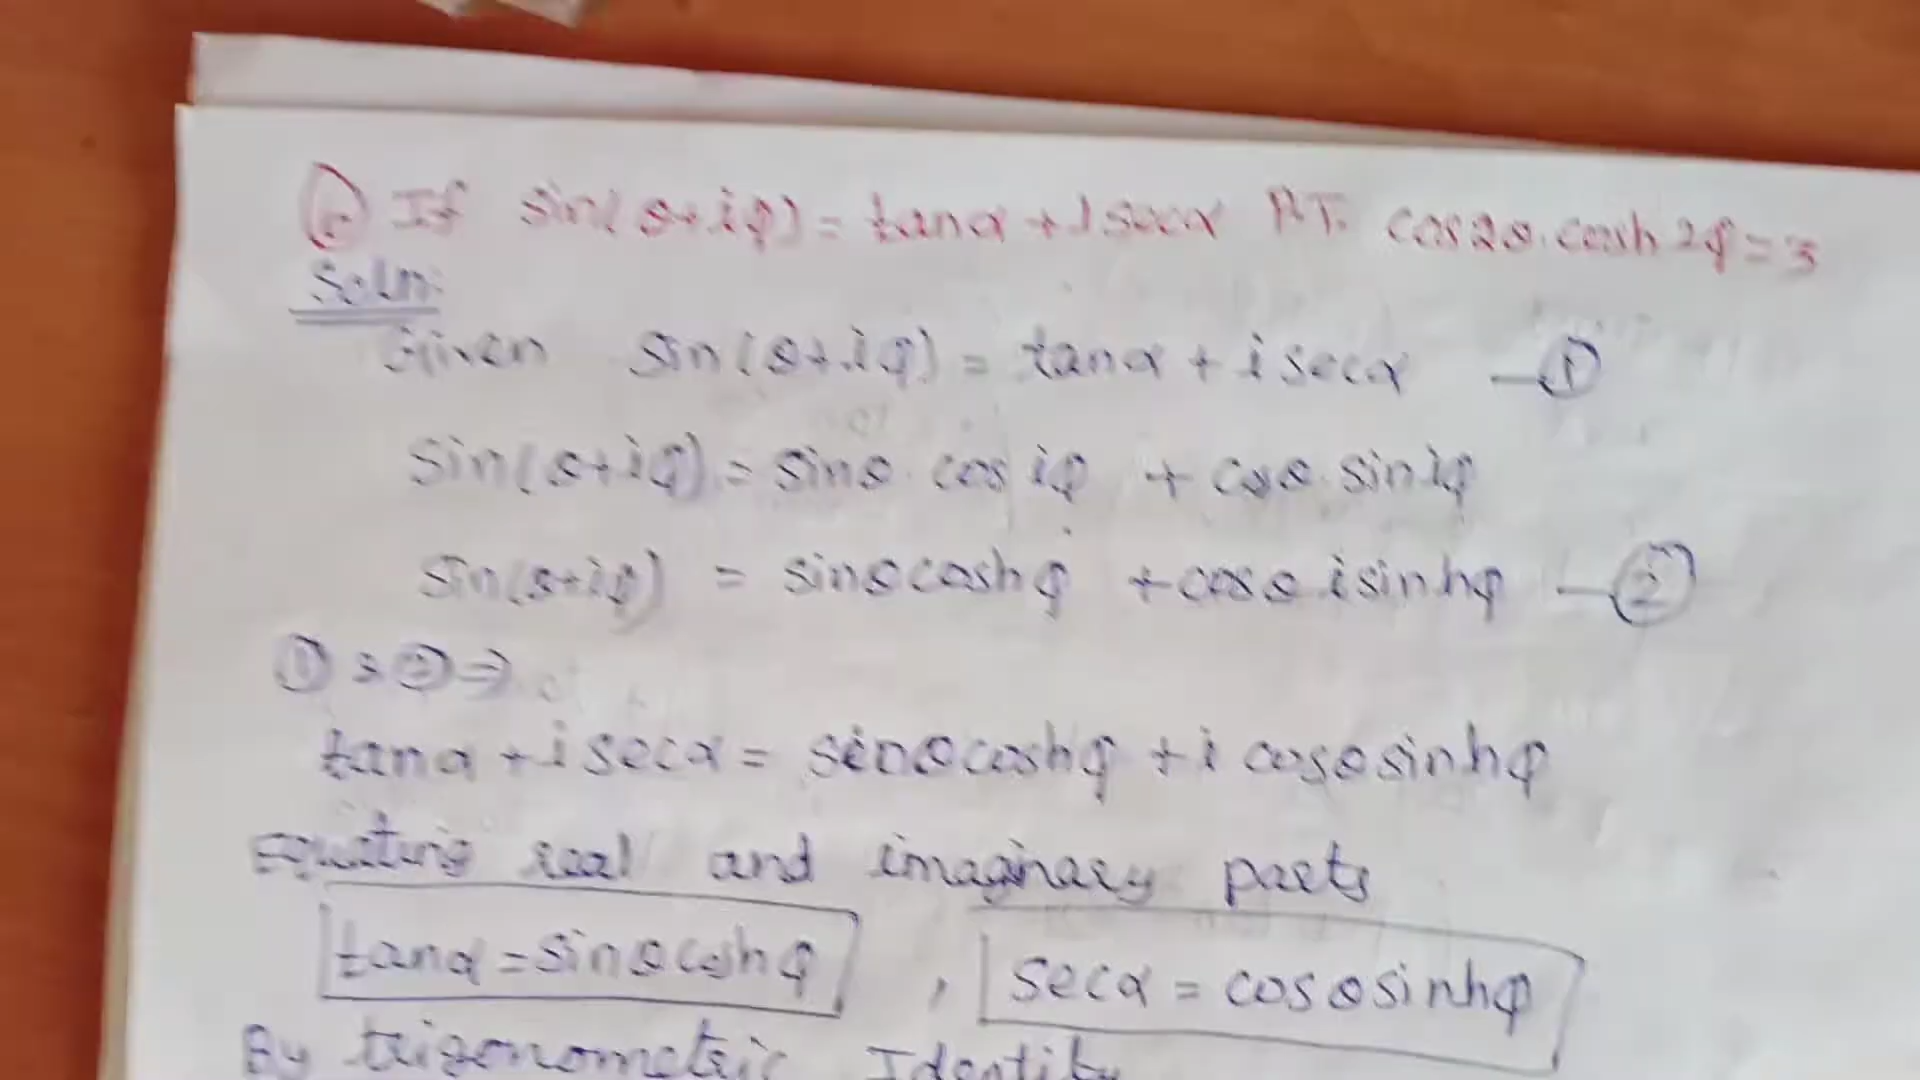 If sin(θ+iφ) = tanα + i secα P.T. cos2θ.cosh2φ=3
Soln:
Given sin(θ+iφ) = tanα + i secα —①
sin(θ+iφ) = sinθ. cos iφ + cosθ. sin iφ
sin(θ+iφ) = sinθ coshφ + cosθ i sinhφ —②
① & ② ⇒
tanα + i secα = sinθ coshφ + i cosθ sinhφ
Equating real and imaginary parts
tanα = sinθ coshφ , secα = cosθ sinhφ
By trigonometric Identity